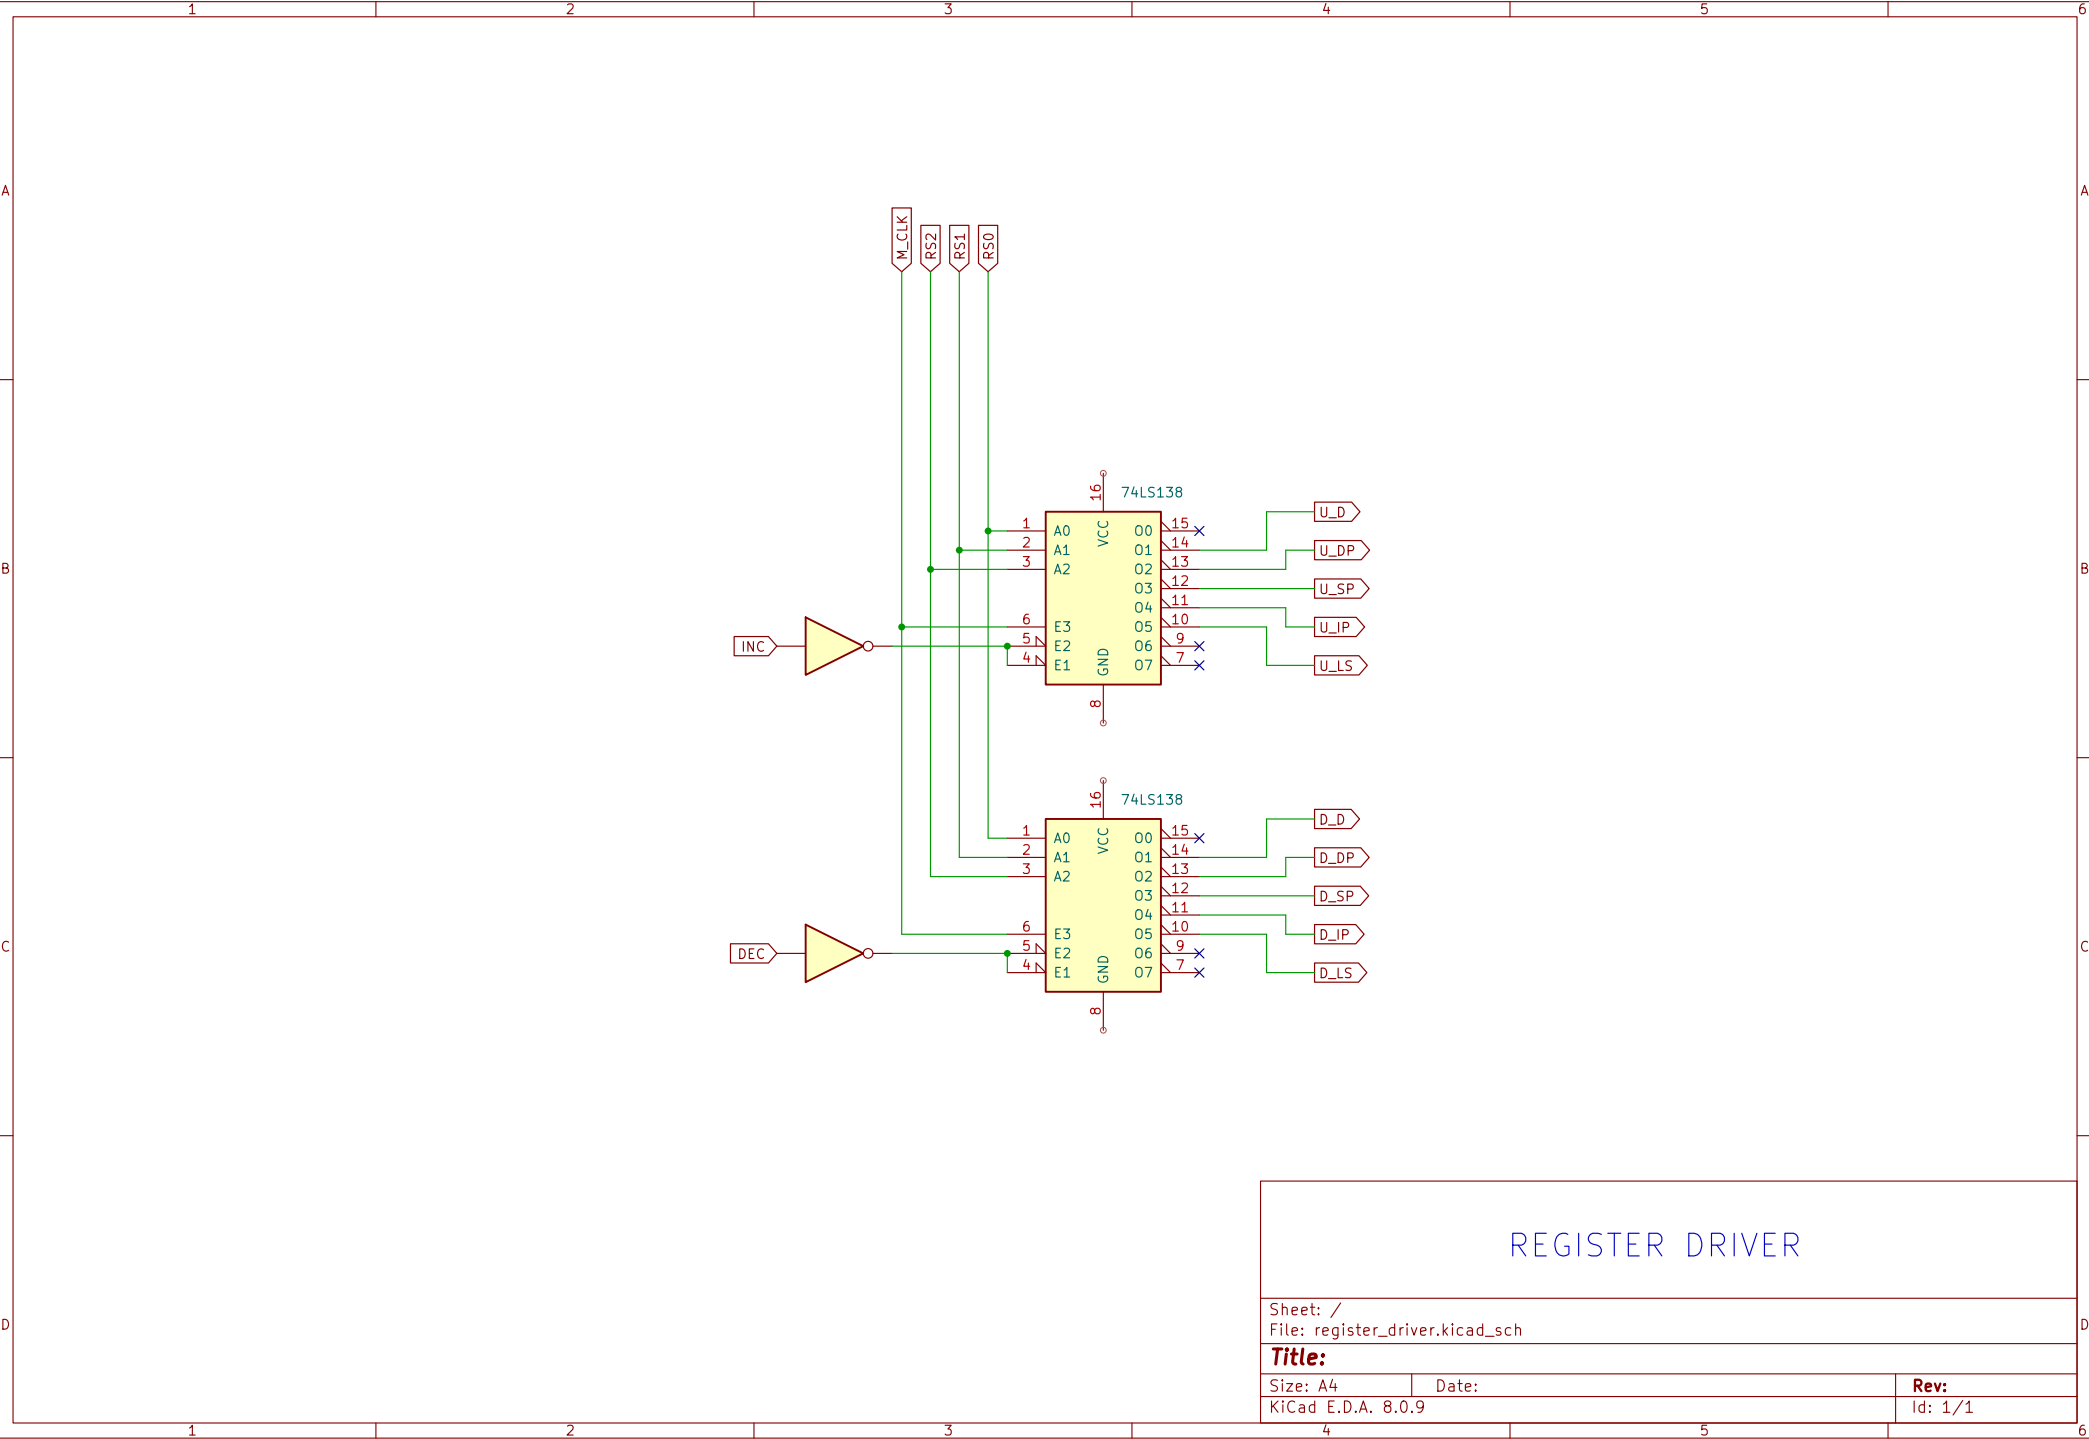 1 2 3 4 5 6
A A
M_CLK
RS2
RS1
RS0
16 74LS138
VCC
GND
8
1 A0 O0 15
2 A1 O1 14
3 A2 O2 13
O3 12
O4 11
6 E3 O5 10
5 E2 O6 9
4 E1 O7 7
U_D
U_DP
U_SP
U_IP
U_LS
INC
B B
16 74LS138
VCC
GND
8
1 A0 O0 15
2 A1 O1 14
3 A2 O2 13
O3 12
O4 11
6 E3 O5 10
5 E2 O6 9
4 E1 O7 7
D_D
D_DP
D_SP
D_IP
D_LS
DEC
C C
REGISTER DRIVER
Sheet: /
File: register_driver.kicad_sch
Title:
Size: A4 Date: Rev:
KiCad E.D.A. 8.0.9 Id: 1/1
D D
1 2 3 4 5 6